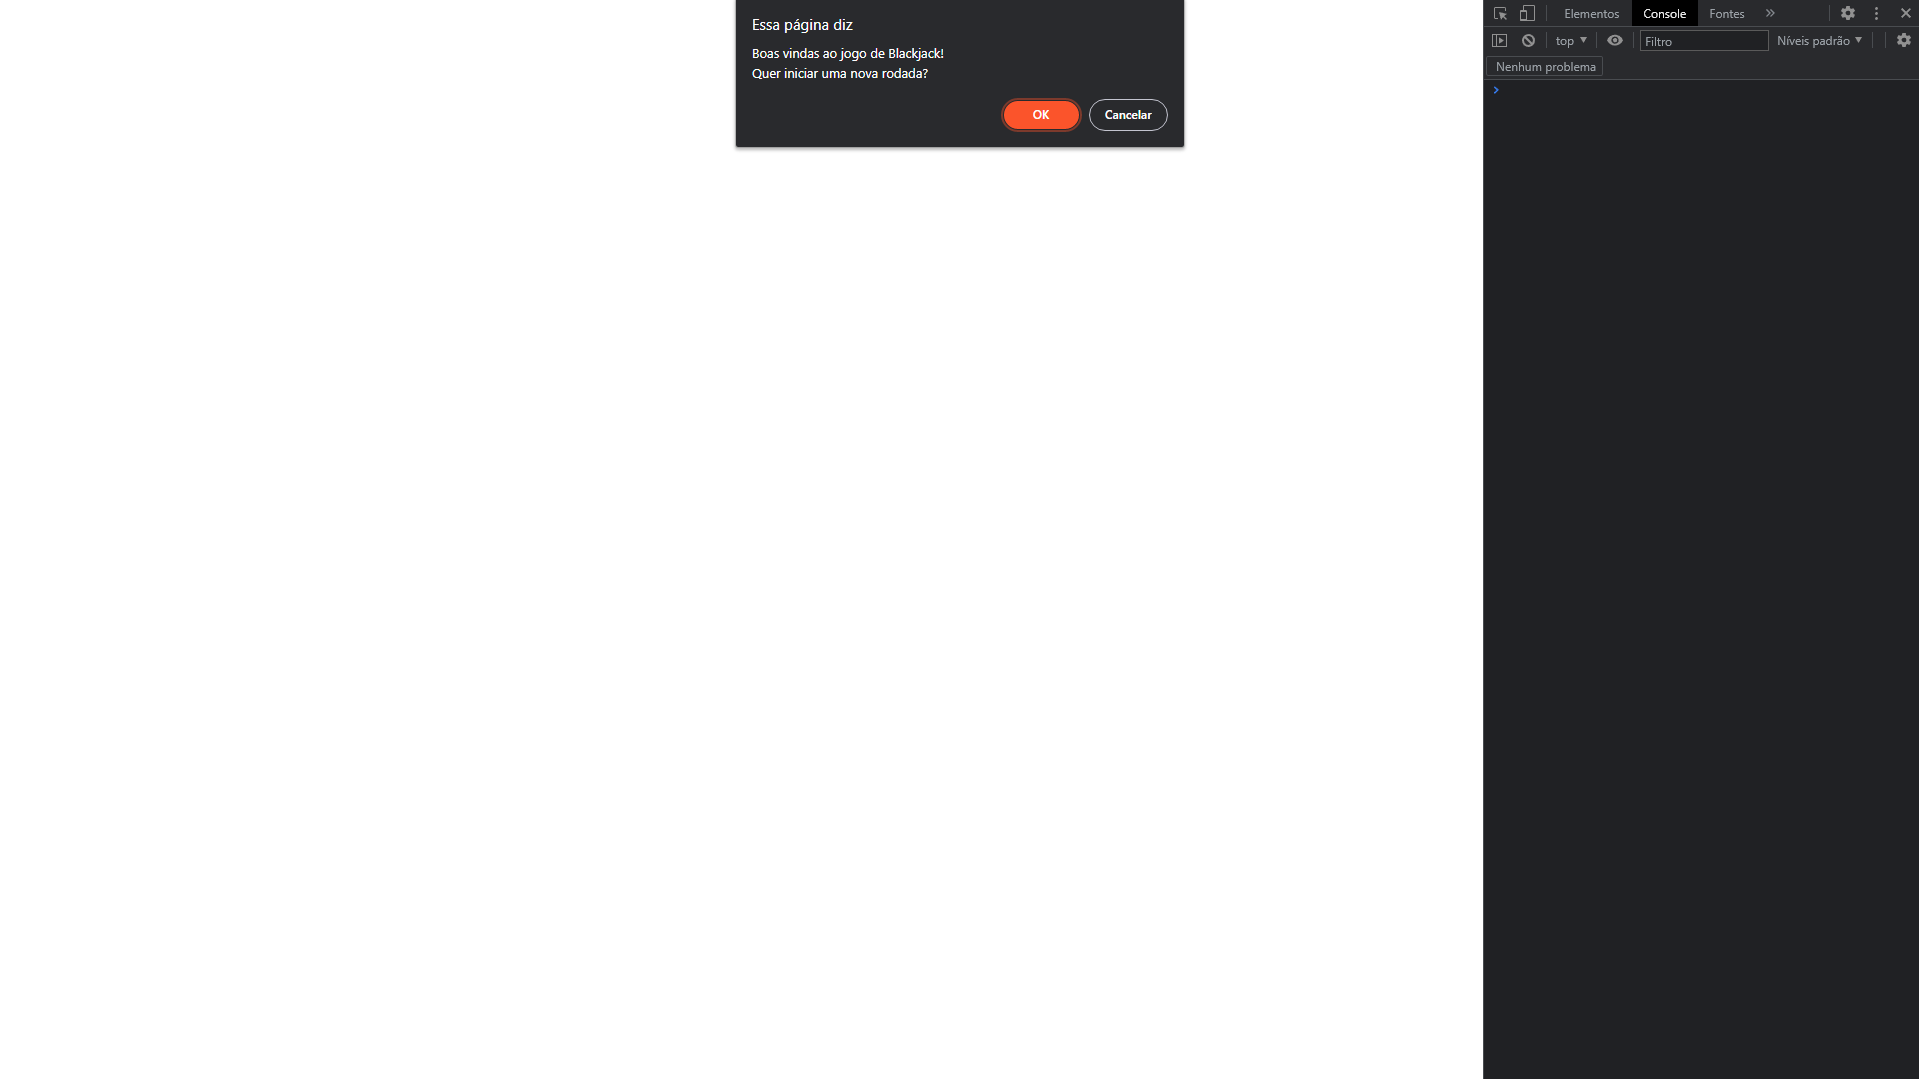 Essa página diz
Boas vindas ao jogo de Blackjack!
Quer iniciar uma nova rodada?
OK Cancelar
Elementos Console Fontes
top Filtro Níveis padrão
Nenhum problema